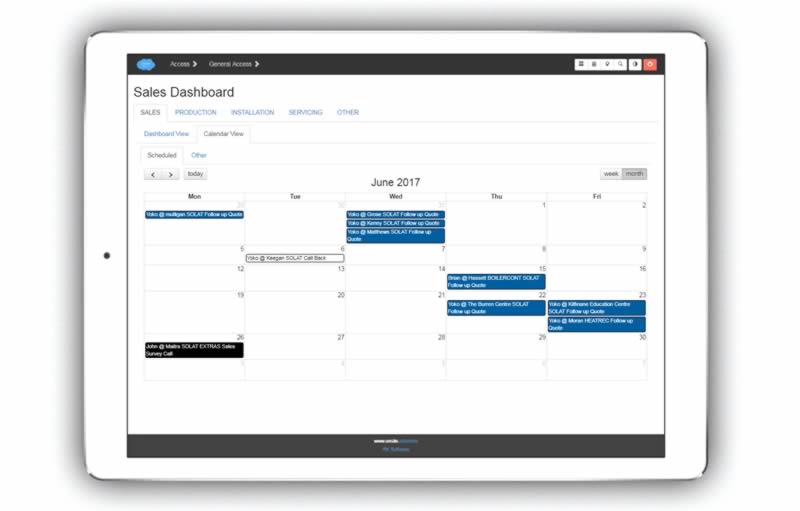 Access General Access
Sales Dashboard
SALES PRODUCTION INSTALLATION SERVICING OTHER
Dashboard View Calendar View
Scheduled Other
today
week month
June 2017
Mon Tue Wed Thu Fri
29 30 31 1 2
Yoko @ mulligan SOLAT Follow up Quote
Yoko @ Grose SOLAT Follow up Quote
Yoko @ Kenny SOLAT Follow up Quote
Yoko @ Matthews SOLAT Follow up
Quote
5 6 7 8 9
Yoko @ Keegan SOLAT Call Back
12 13 14 15 16
Brian @ Hassett BOILERCONT SOLAT
Follow up Quote
19 20 21 22 23
Yoko @ The Burren Centre SOLAT
Follow up Quote
Yoko @ Kilfinane Education Centre
SOLAT Follow up Quote
Yoko @ Moran HEATREC Follow up
Quote
26 27 28 29 30
John @ Maitra SOLAT EXTRAS Sales
Survey Call
3 4 5 6 7